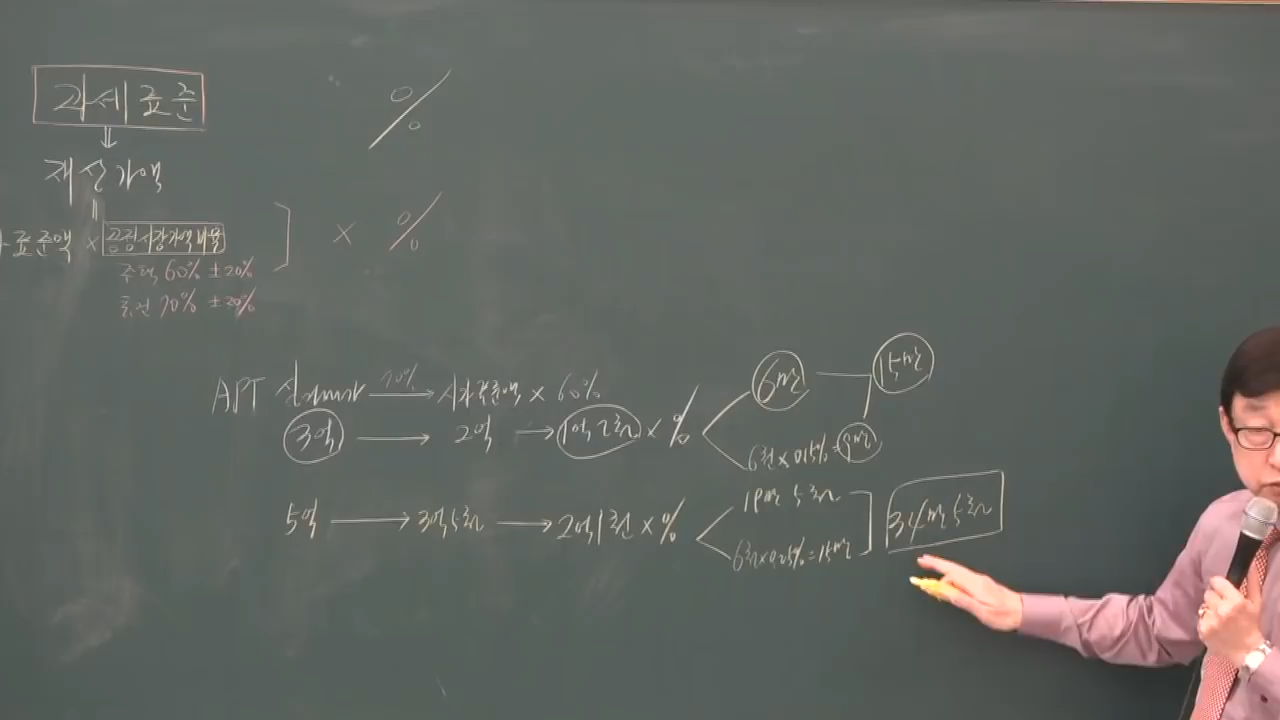 과세표준
%
재산가액
=
표준액 × 공정시장가액비율
× %
주택 60% ±20%
토.건 70% ±20%
APT 실거래가 70% → 시가표준액 × 60%
3억 → 2억 → 1억 2천 × %
6만
15만
6천 × 0.15% = 9만
5억 → 3억 5천 → 2억 1천 × %
19만 5천
6천 × 0.25% = 15만
34만 5천